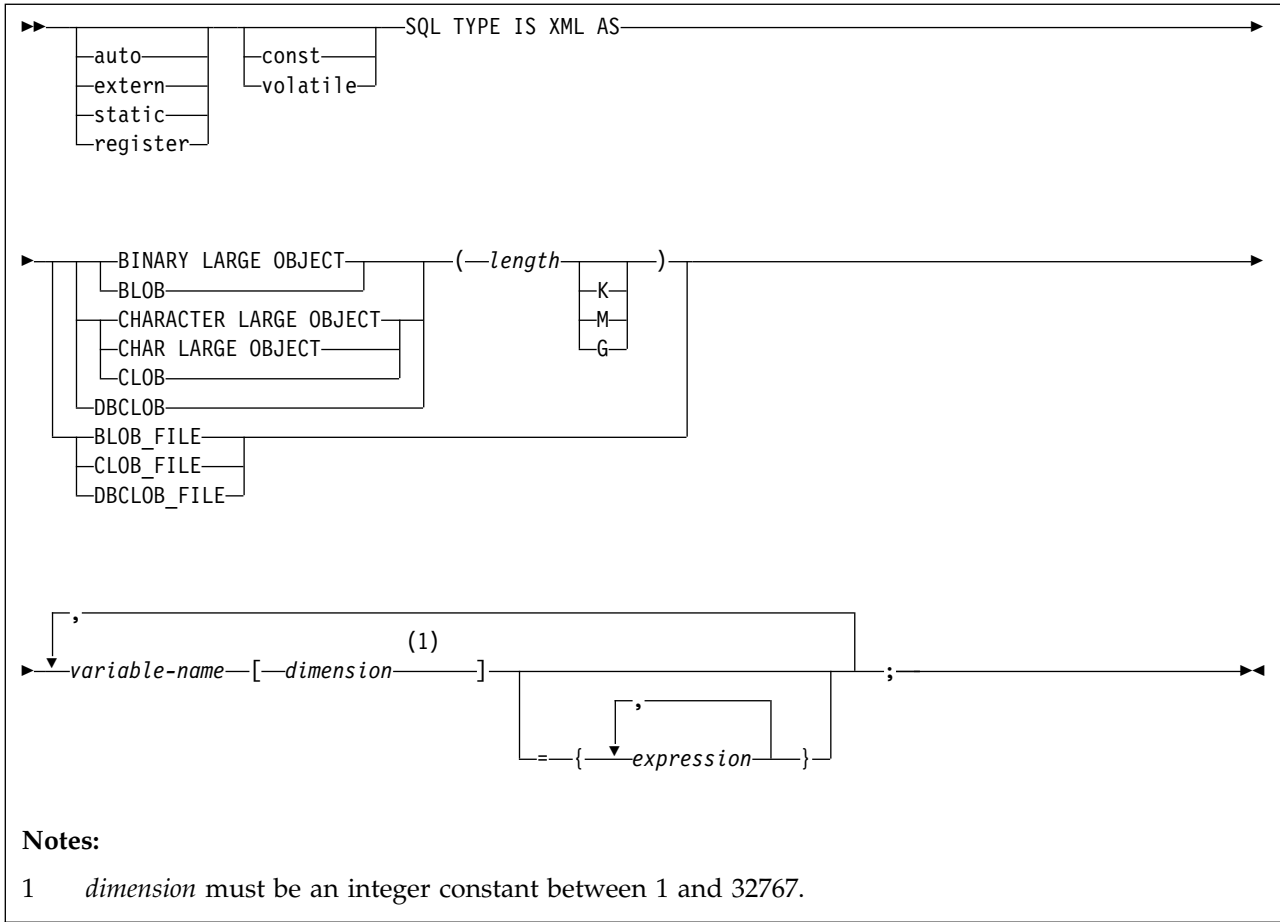 SQL TYPE IS XML AS
auto const
extern volatile
static
register
BINARY LARGE OBJECT ( length )
BLOB K
CHARACTER LARGE OBJECT M
CHAR LARGE OBJECT G
CLOB
DBCLOB
BLOB_FILE
CLOB_FILE
DBCLOB_FILE
,
(1)
variable-name [ dimension ] ;
,
= { expression }
Notes:
1 dimension must be an integer constant between 1 and 32767.